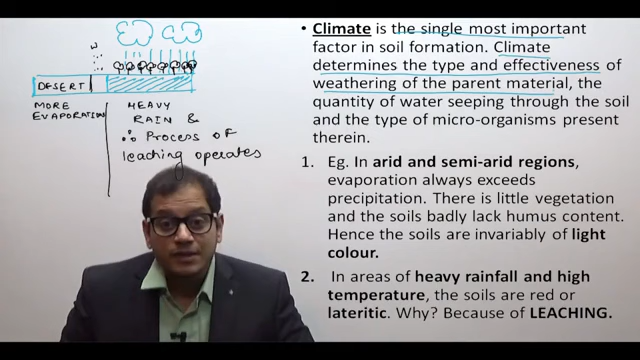 DESERT
MORE
EVAPORATION
HEAVY
RAIN &
∴ Process of
leaching operates
• Climate is the single most important
factor in soil formation. Climate
determines the type and effectiveness of
weathering of the parent material, the
quantity of water seeping through the soil
and the type of micro-organisms present
therein.
1. Eg. In arid and semi-arid regions,
evaporation always exceeds
precipitation. There is little vegetation
and the soils badly lack humus content.
Hence the soils are invariably of light
colour.
2. In areas of heavy rainfall and high
temperature, the soils are red or
lateritic. Why? Because of LEACHING.